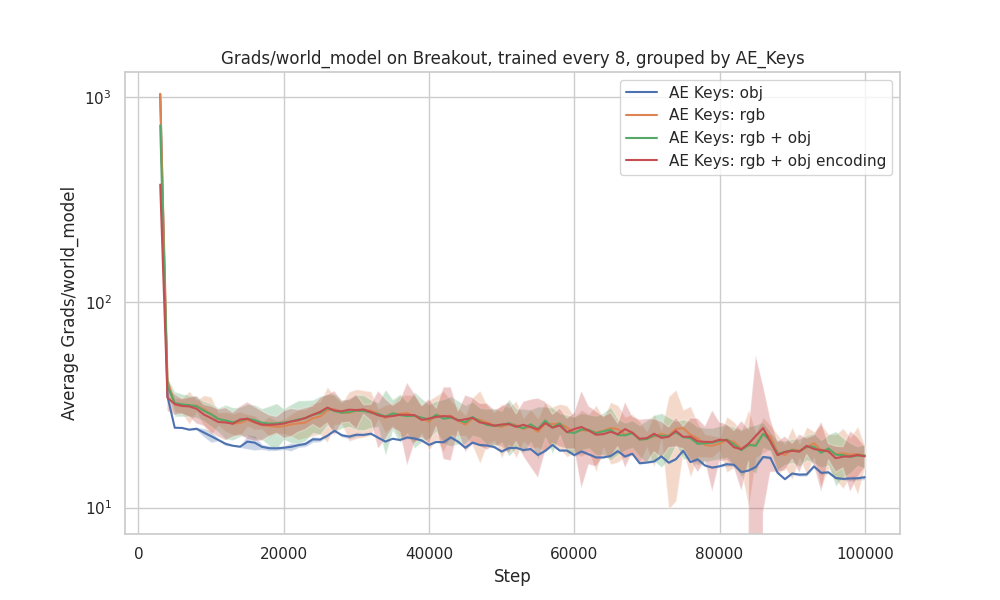 Grads/world_model on Breakout, trained every 8, grouped by AE_Keys
AE Keys: obj
AE Keys: rgb
AE Keys: rgb + obj
AE Keys: rgb + obj encoding
Average Grads/world_model
10³
10²
10¹
0
20000
40000
60000
80000
100000
Step